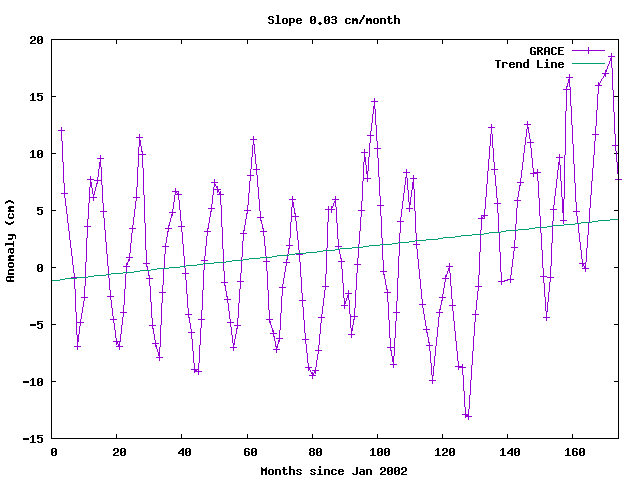 Slope 0.03 cm/month
GRACE
Trend Line
20
15
10
5
0
-5
-10
-15
Anomaly (cm)
0 20 40 60 80 100 120 140 160
Months since Jan 2002